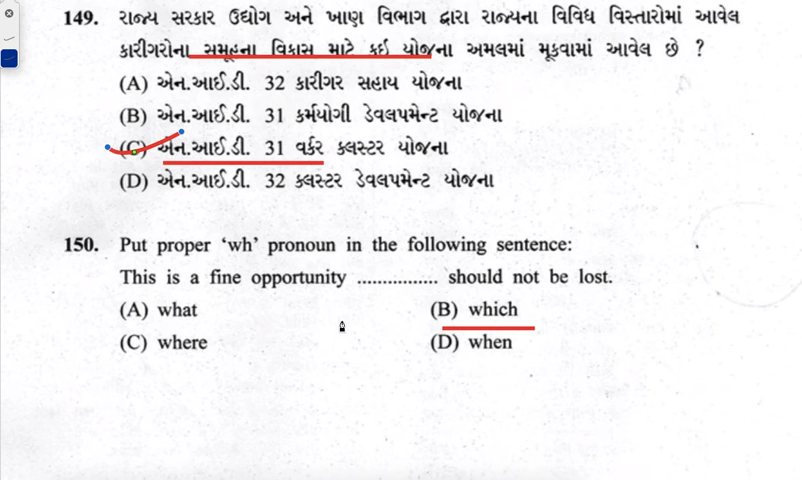 149. રાજ્ય સરકાર ઉદ્યોગ અને ખાણ વિભાગ દ્વારા રાજ્યના વિવિધ વિસ્તારોમાં આવેલ
કારીગરોના સમૂહના વિકાસ માટે કઈ યોજના અમલમાં મૂકવામાં આવેલ છે ?
(A) એન.આઈ.ડી. 32 કારીગર સહાય યોજના
(B) એન.આઈ.ડી. 31 કર્મયોગી ડેવલપમેન્ટ યોજના
(C) એન.આઈ.ડી. 31 વર્કર ક્લસ્ટર યોજના
(D) એન.આઈ.ડી. 32 ક્લસ્ટર ડેવલપમેન્ટ યોજના
150. Put proper ‘wh’ pronoun in the following sentence:
This is a fine opportunity ................ should not be lost.
(A) what (B) which
(C) where (D) when